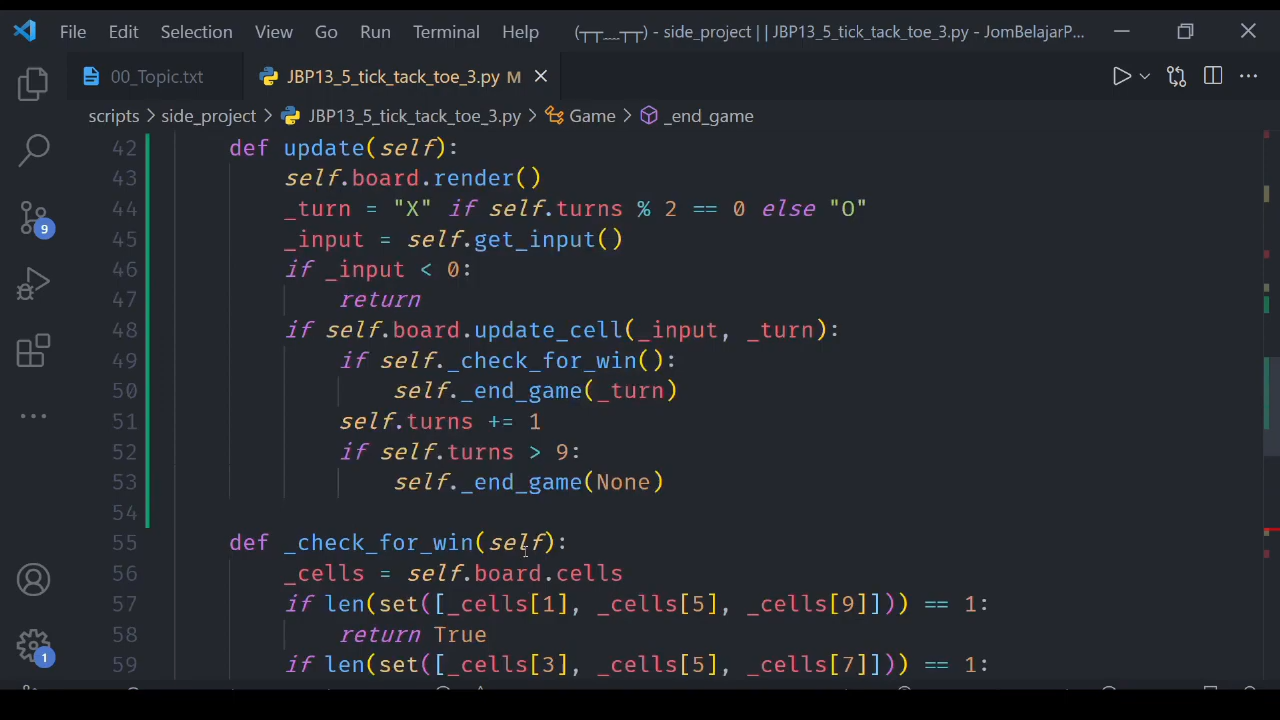 File Edit Selection View Go Run Terminal Help (┬┬﹏┬┬) - side_project | | JBP13_5_tick_tack_toe_3.py - JomBelajarP...
00_Topic.txt JBP13_5_tick_tack_toe_3.py M
scripts > side_project > JBP13_5_tick_tack_toe_3.py > Game > _end_game
42 def update(self):
43 self.board.render()
44 _turn = "X" if self.turns % 2 == 0 else "O"
45 _input = self.get_input()
46 if _input < 0:
47 return
48 if self.board.update_cell(_input, _turn):
49 if self._check_for_win():
50 self._end_game(_turn)
51 self.turns += 1
52 if self.turns > 9:
53 self._end_game(None)
54
55 def _check_for_win(self):
56 _cells = self.board.cells
57 if len(set([_cells[1], _cells[5], _cells[9]])) == 1:
58 return True
59 if len(set([_cells[3], _cells[5], _cells[7]])) == 1:
9
1